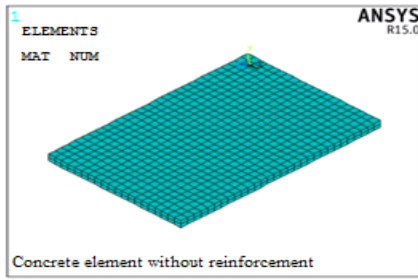 1
ELEMENTS
MAT NUM
ANSYS
R15.0
Concrete element without reinforcement